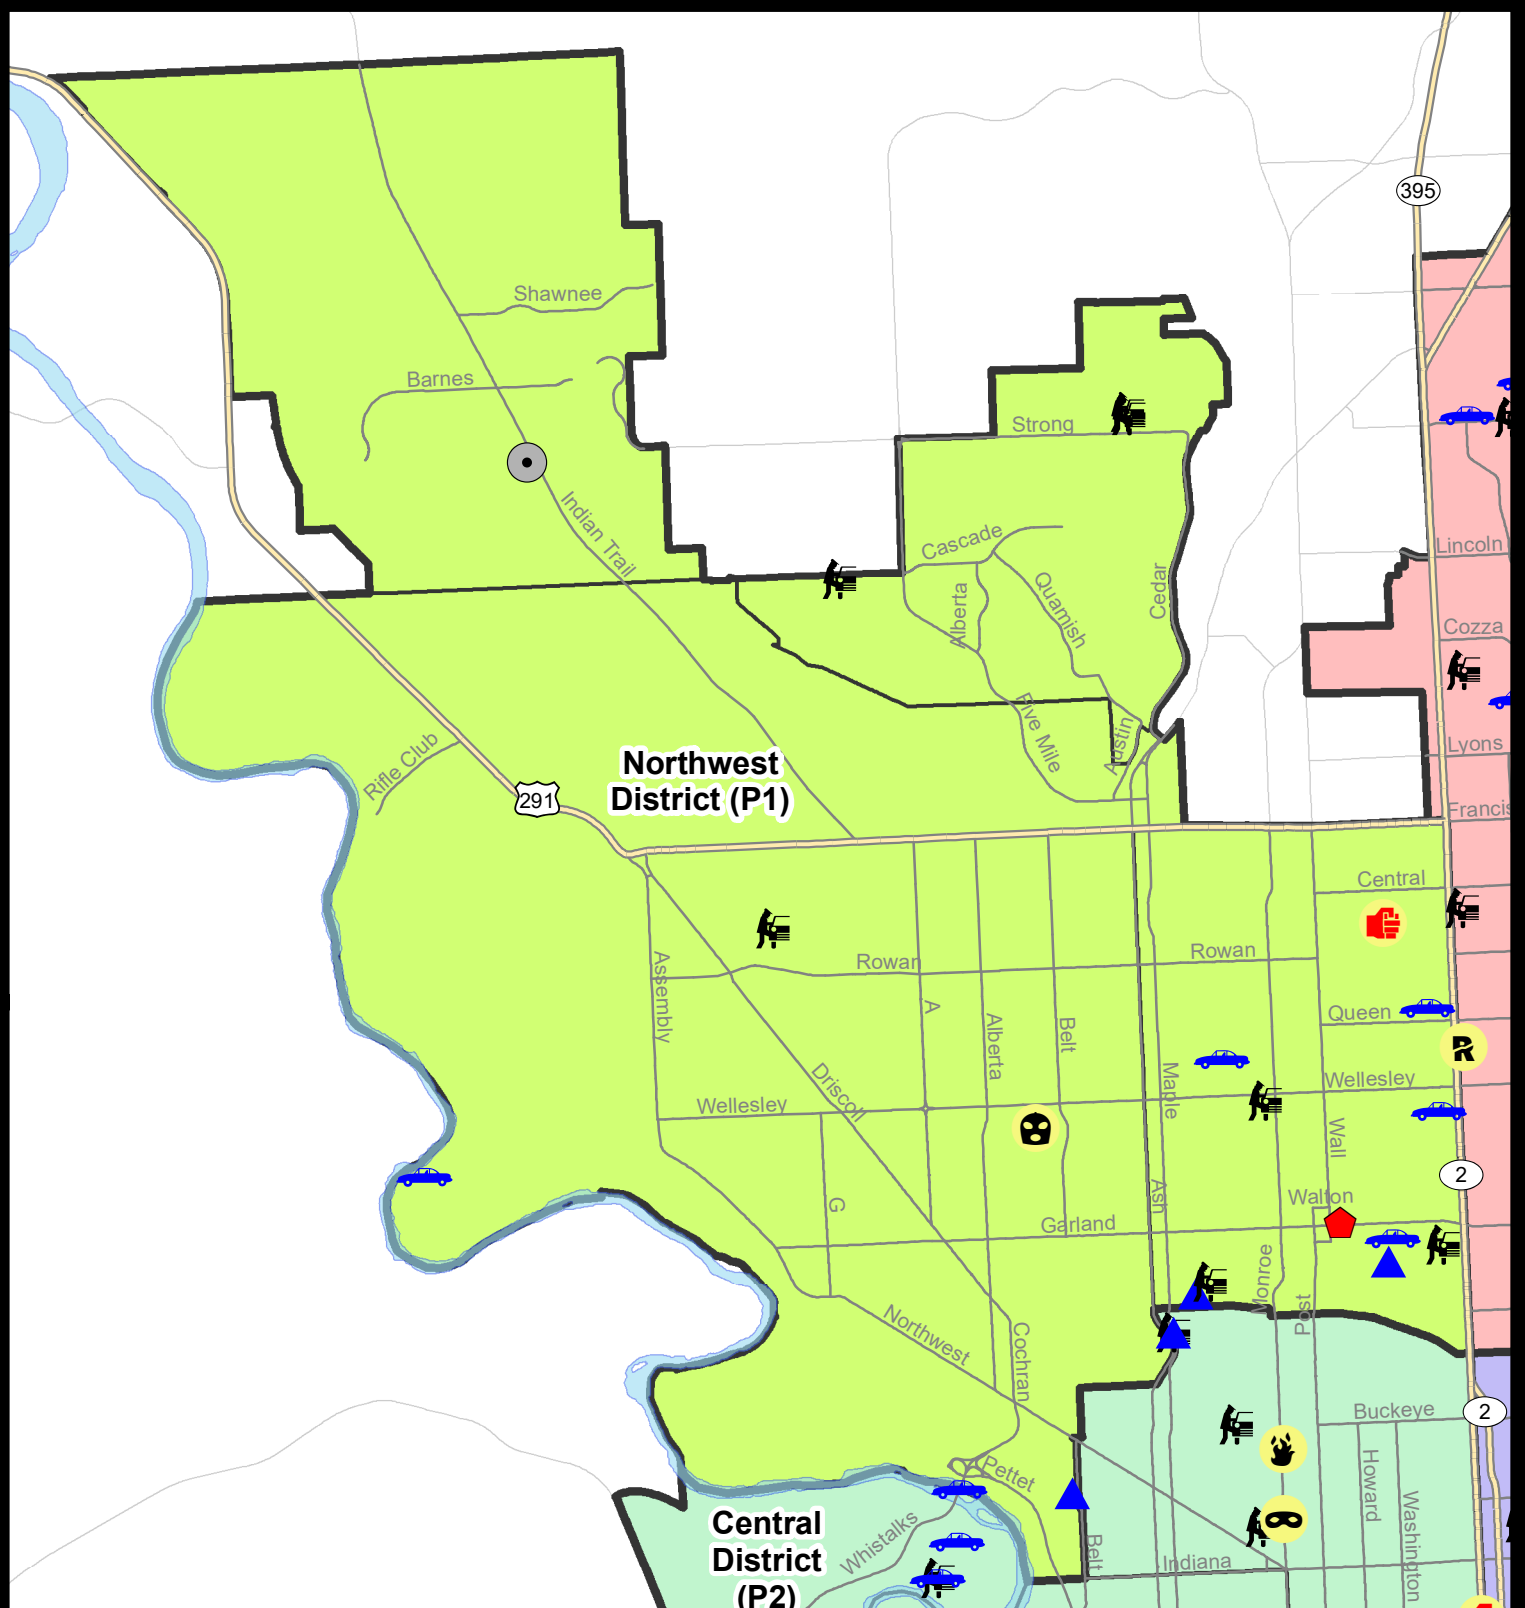 395
Shawnee
Barnes
Strong
Indian Trail
Cascade
Alberta
Quamish
Cedar
Lincoln
Cozza
Five Mile
Austin
Lyons
Rifle Club
Northwest
District (P1)
291
Francis
Central
Assembly
Rowan
Rowan
A
Alberta
Belt
Queen
R
Driscoll
Maple
Wellesley
Wellesley
Wall
2
G
Ash
Walton
Garland
Monroe
Post
Northwest
Cochran
2
Buckeye
Howard
Washington
Pettet
Whistalks
Central
District
(P2)
Belt
Indiana